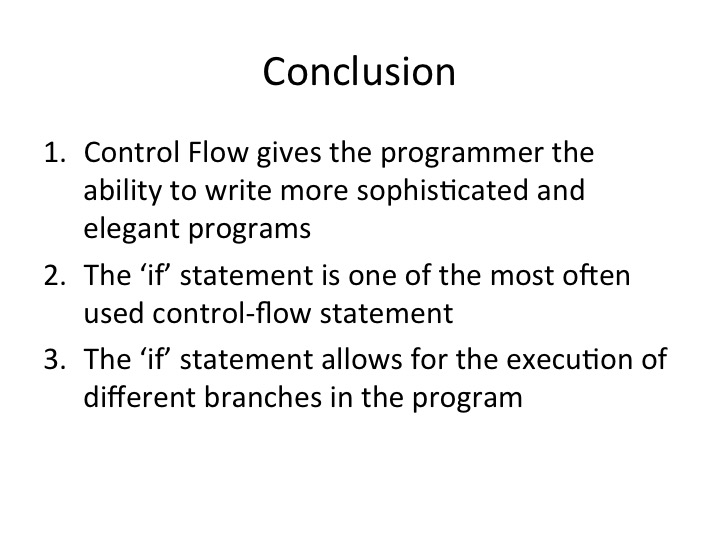 Conclusion
1. Control Flow gives the programmer the
ability to write more sophisticated and
elegant programs
2. The ‘if’ statement is one of the most often
used control-flow statement
3. The ‘if’ statement allows for the execution of
different branches in the program